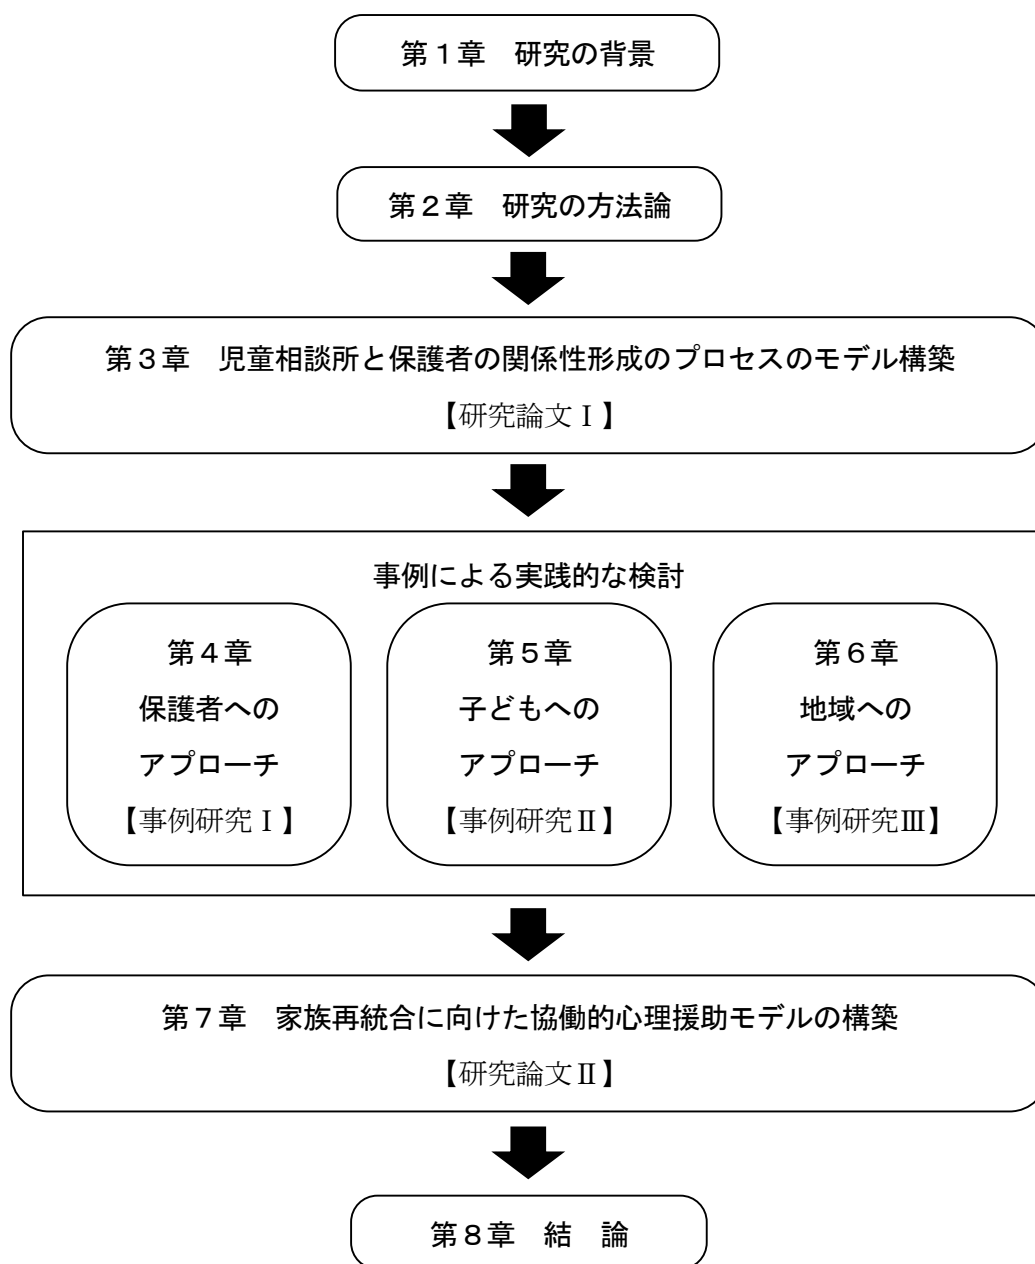 第1章　研究の背景
第2章　研究の方法論
第3章　児童相談所と保護者の関係性形成のプロセスのモデル構築
【研究論文Ⅰ】
事例による実践的な検討
第4章
保護者への
アプローチ
【事例研究Ⅰ】
第5章
子どもへの
アプローチ
【事例研究Ⅱ】
第6章
地域への
アプローチ
【事例研究Ⅲ】
第7章　家族再統合に向けた協働的心理援助モデルの構築
【研究論文Ⅱ】
第8章　結　論